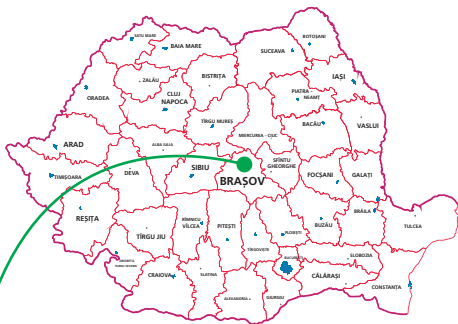 SATU MARE
BAIA MARE
SUCEAVA
BOTOȘANI
ZALĂU
BISTRIȚA
IAȘI
ORADEA
CLUJ
NAPOCA
PIATRA -
NEAMȚ
TÎRGU MUREȘ
BACĂU
VASLUI
MIERCUREA - CIUC
ARAD
ALBA IULIA
SFÎNTU
GHEORGHE
TIMIȘOARA
DEVA
SIBIU
BRAȘOV
FOCȘANI
GALAȚI
REȘIȚA
RÎMNICU
VÎLCEA
PITEȘTI
BRĂILA
TULCEA
TÎRGU JIU
PLOIEȘTI
BUZĂU
TÎRGOVIȘTE
BUCUREȘTI
SLOBOZIA
CRAIOVA
SLATINA
CĂLĂRAȘI
CONSTANȚA
ALEXANDRIA
GIURGIU